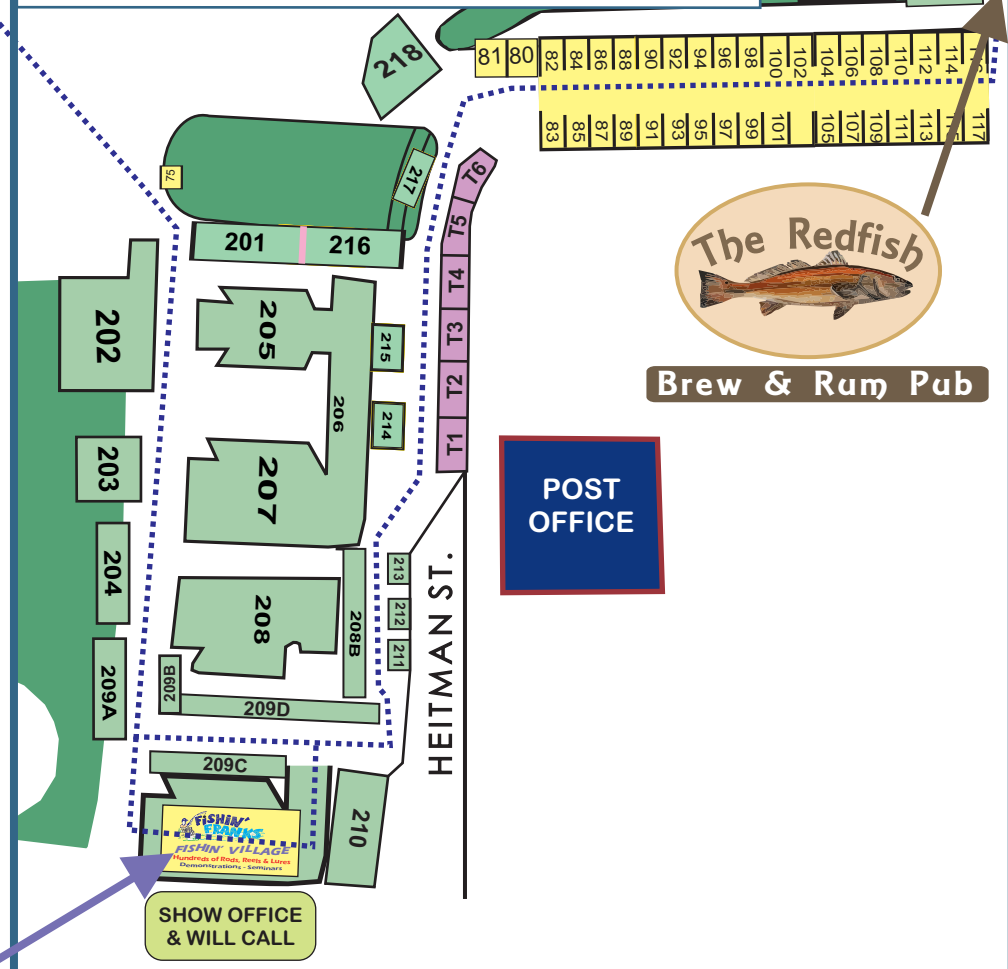 218
81 80 82 84 86 88 90 92 94 96 98 100 102 104 106 108 110 112 114
83 85 87 89 91 93 95 97 99 101 105 107 109 111 113 117
75
217
T6
T5
T4
T3
T2
T1
201 216
The Redfish
Brew & Rum Pub
202
205
215
206
214
203
207
POST
OFFICE
204
213
212
211
208
208B
HEITMAN ST.
209A
209B
209D
209C
210
FISHIN'
FRANKS
FISHIN' VILLAGE
Hundreds of Rods, Reels & Lures
Demonstrations - Seminars
SHOW OFFICE
& WILL CALL